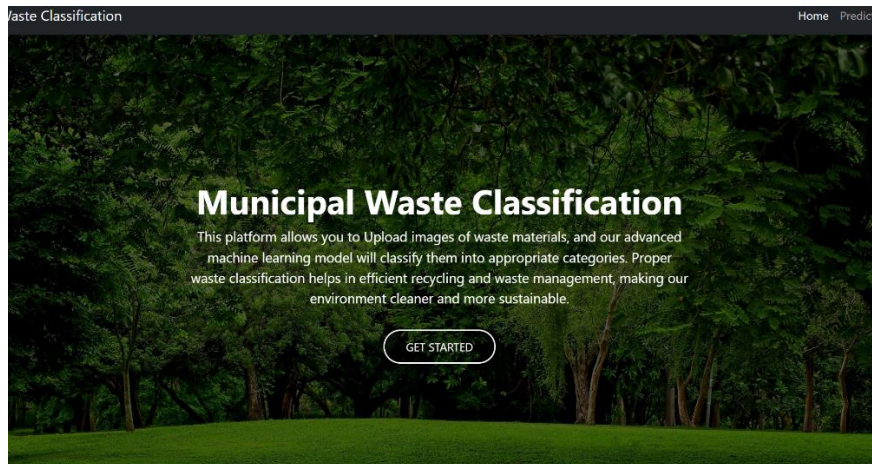 Waste Classification
Home Predict
Municipal Waste Classification
This platform allows you to Upload images of waste materials, and our advanced
machine learning model will classify them into appropriate categories. Proper
waste classification helps in efficient recycling and waste management, making our
environment cleaner and more sustainable.
GET STARTED